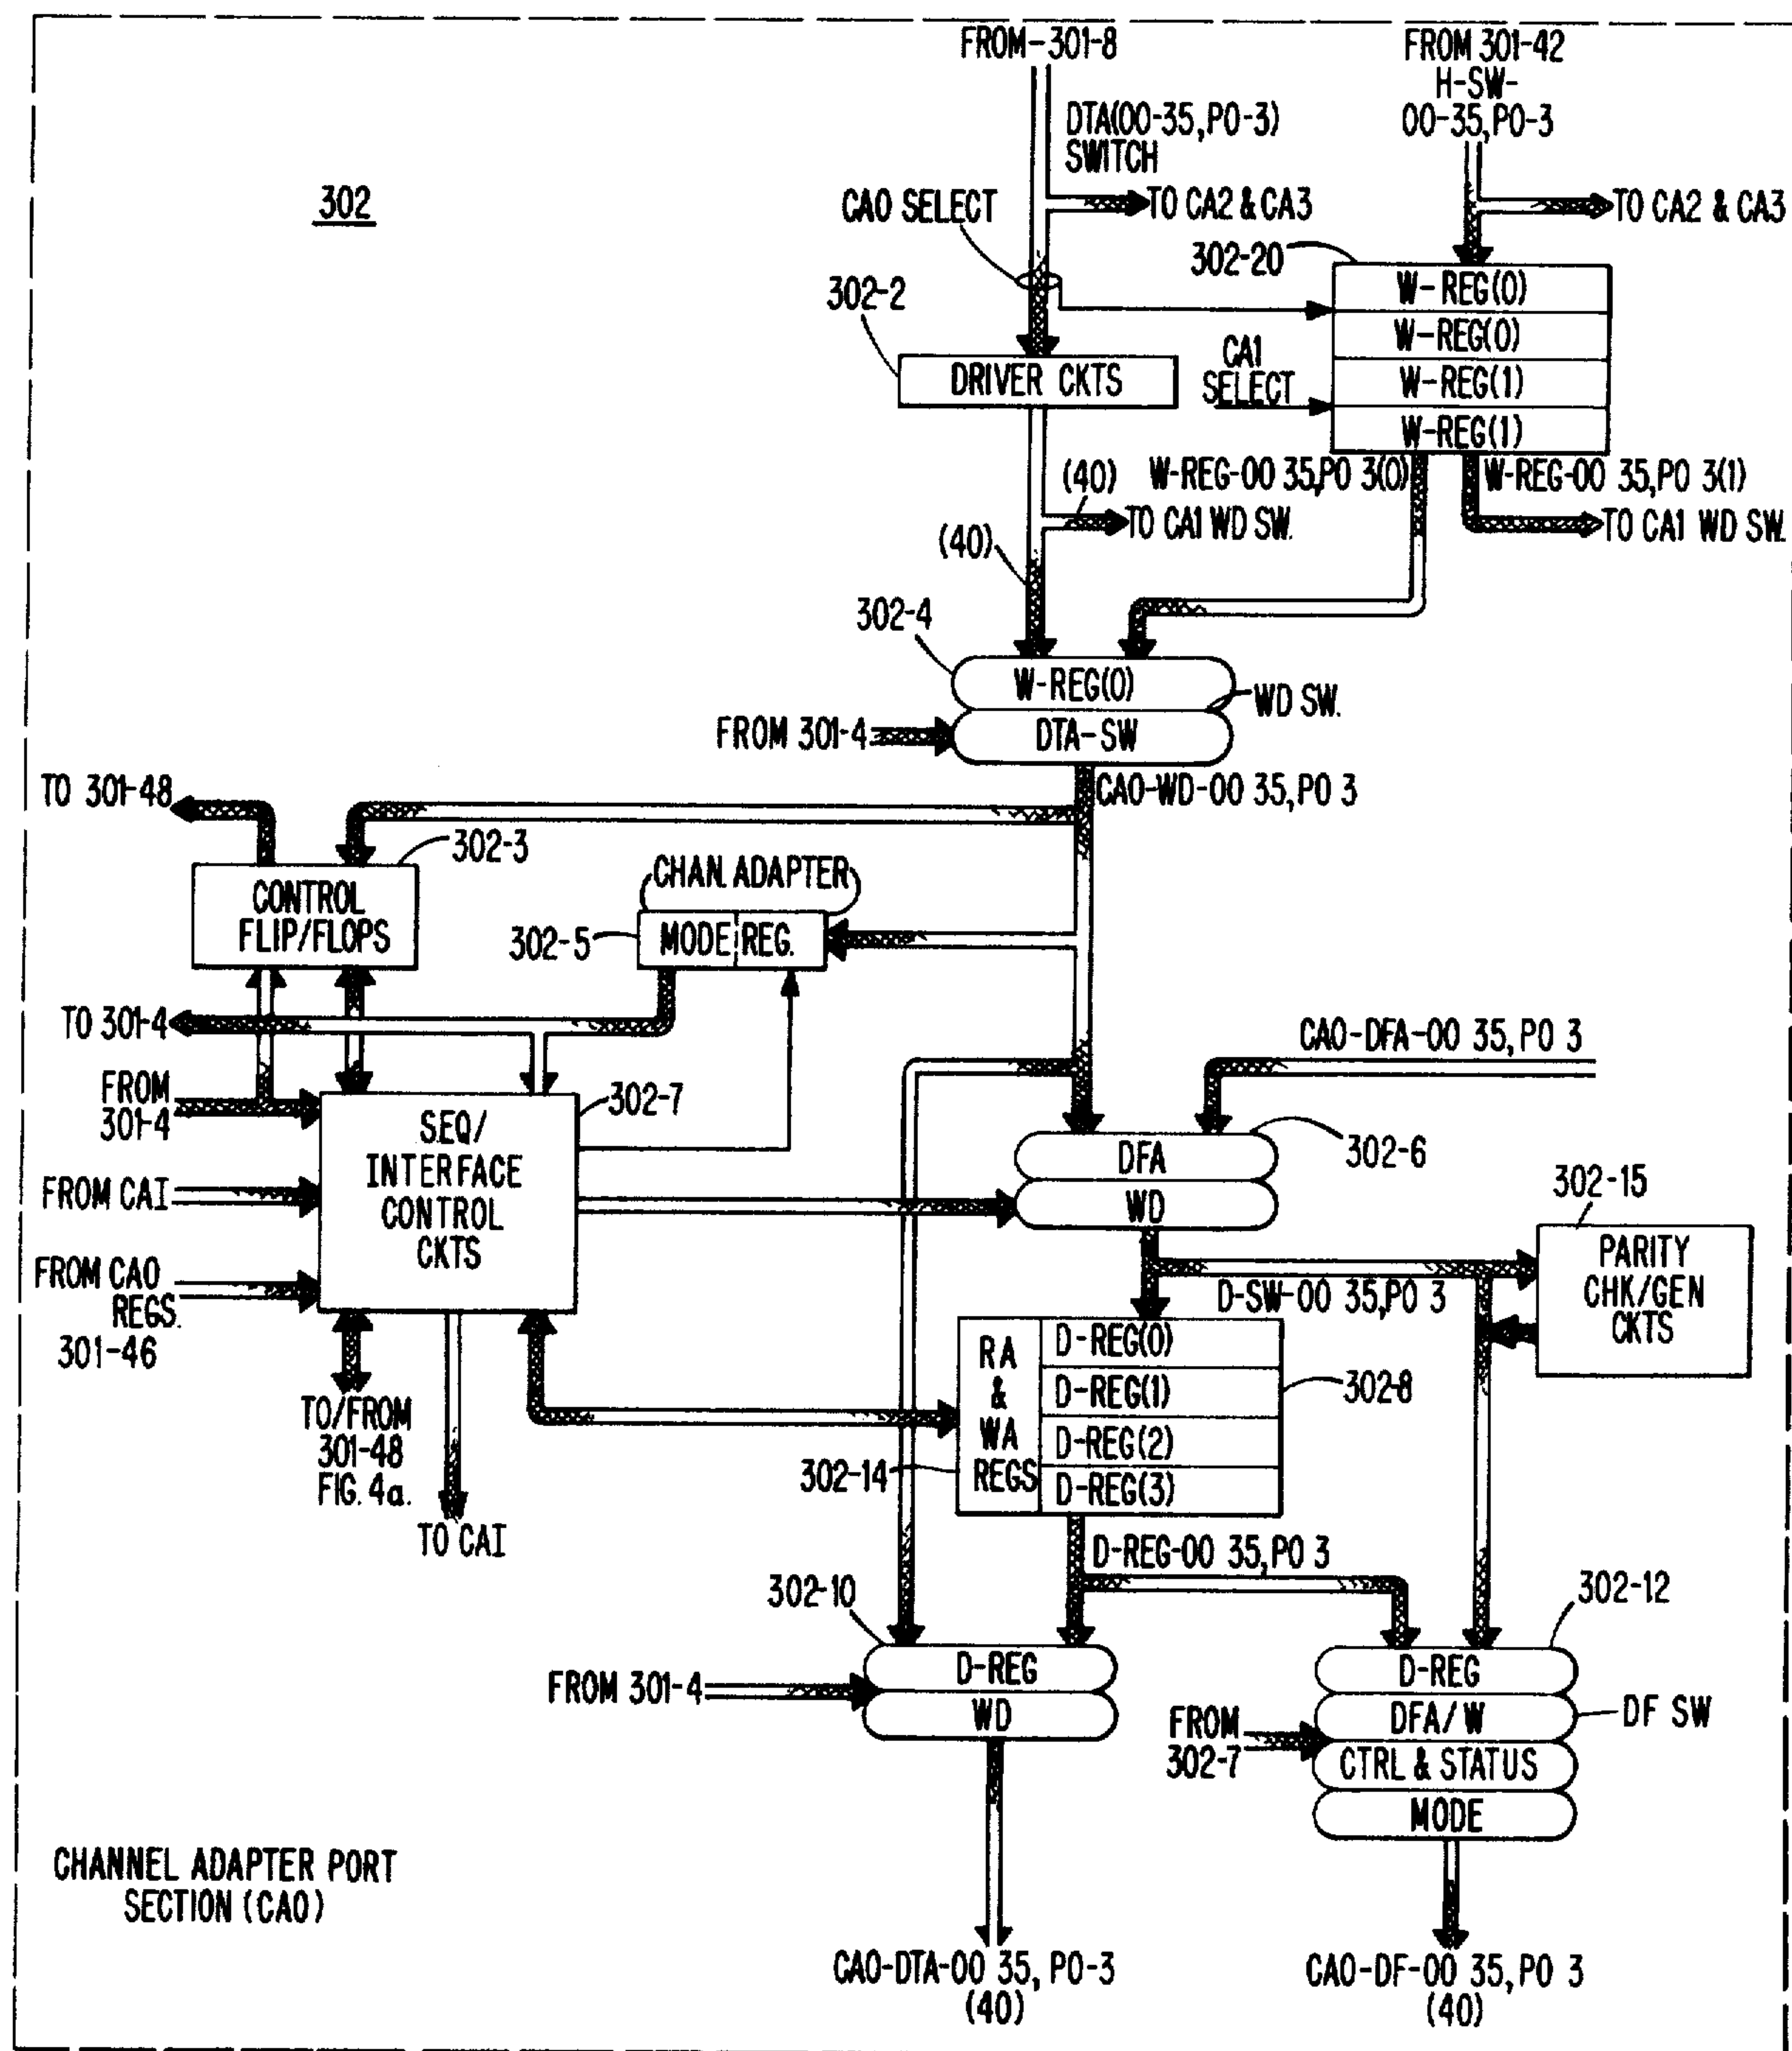 FROM-301-8
FROM 301-42
H-SW-
00-35,P0-3
DTA(00-35,P0-3)
SWITCH
302
CA0 SELECT
TO CA2 & CA3
TO CA2 & CA3
302-20
302-2
W-REG(0)
W-REG(0)
W-REG(1)
W-REG(1)
CA1
SELECT
DRIVER CKTS
(40)
W-REG-00 35,P0 3(0)
W-REG-00 35,P0 3(1)
TO CA1 WD SW.
TO CA1 WD SW.
(40)
302-4
W-REG(0)
WD SW.
FROM 301-4
DTA-SW
TO 301-48
CA0-WD-00 35,P0 3
302-3
CONTROL
FLIP/FLOPS
CHAN. ADAPTER
302-5
MODE REG.
TO 301-4
CA0-DFA-00 35, P0 3
FROM
301-4
302-7
SEQ/
INTERFACE
CONTROL
CKTS
302-6
DFA
WD
FROM CAI
302-15
PARITY
CHK/GEN
CKTS
FROM CAO
REGS.
301-46
D-SW-00 35,P0 3
RA
&
WA
REGS
D-REG(0)
D-REG(1)
D-REG(2)
D-REG(3)
302-8
TO/FROM
301-48
FIG. 4a.
302-14
TO CAI
D-REG-00 35,P0 3
302-10
302-12
D-REG
WD
FROM 301-4
D-REG
DFA/W
CTRL & STATUS
MODE
DF SW
FROM
302-7
CHANNEL ADAPTER PORT
SECTION (CAO)
CAO-DTA-00 35, P0-3
(40)
CAO-DF-00 35, P0 3
(40)